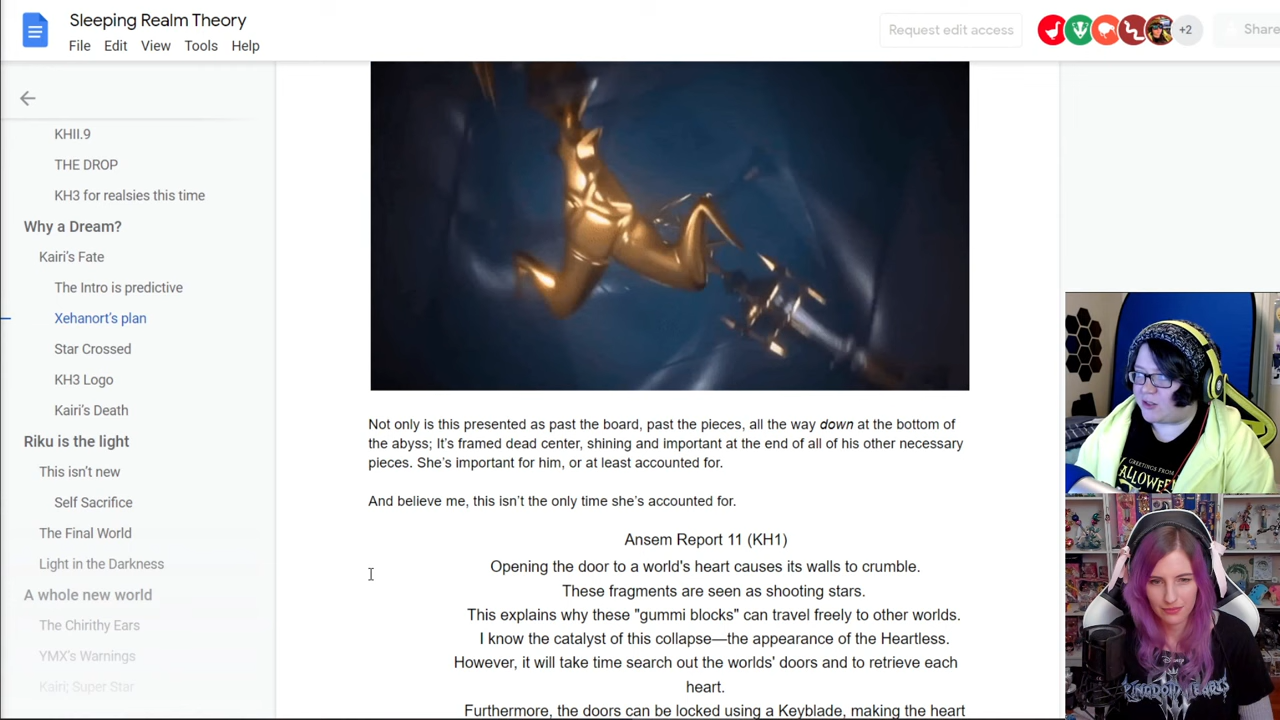 Sleeping Realm Theory
File Edit View Tools Help
Request edit access
+2
Share
KHII.9
THE DROP
KH3 for realsies this time
Why a Dream?
Kairi's Fate
The Intro is predictive
Xehanort's plan
Star Crossed
KH3 Logo
Kairi's Death
Riku is the light
This isn't new
Self Sacrifice
The Final World
Light in the Darkness
A whole new world
The Chirithy Ears
YMX's Warnings
Kairi; Super Star
Not only is this presented as past the board, past the pieces, all the way down at the bottom of
the abyss; It's framed dead center, shining and important at the end of all of his other necessary
pieces. She's important for him, or at least accounted for.
And believe me, this isn't the only time she's accounted for.
Ansem Report 11 (KH1)
Opening the door to a world's heart causes its walls to crumble.
These fragments are seen as shooting stars.
This explains why these "gummi blocks" can travel freely to other worlds.
I know the catalyst of this collapse—the appearance of the Heartless.
However, it will take time search out the worlds' doors and to retrieve each
heart.
Furthermore, the doors can be locked using a Keyblade, making the heart
GREETINGS FROM
HALLOWEEN
Disney
KINGDOM HEARTS